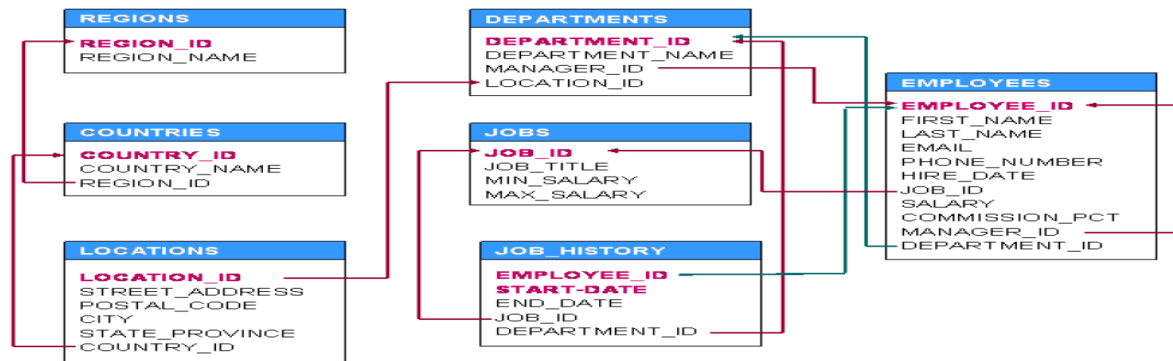 REGIONS
REGION_ID
REGION_NAME
COUNTRIES
COUNTRY_ID
COUNTRY_NAME
REGION_ID
LOCATIONS
LOCATION_ID
STREET_ADDRESS
POSTAL_CODE
CITY
STATE_PROVINCE
COUNTRY_ID
DEPARTMENTS
DEPARTMENT_ID
DEPARTMENT_NAME
MANAGER_ID
LOCATION_ID
JOBS
JOB_ID
JOB_TITLE
MIN_SALARY
MAX_SALARY
JOB_HISTORY
EMPLOYEE_ID
START-DATE
END_DATE
JOB_ID
DEPARTMENT_ID
EMPLOYEES
EMPLOYEE_ID
FIRST_NAME
LAST_NAME
EMAIL
PHONE_NUMBER
HIRE_DATE
JOB_ID
SALARY
COMMISSION_PCT
MANAGER_ID
DEPARTMENT_ID